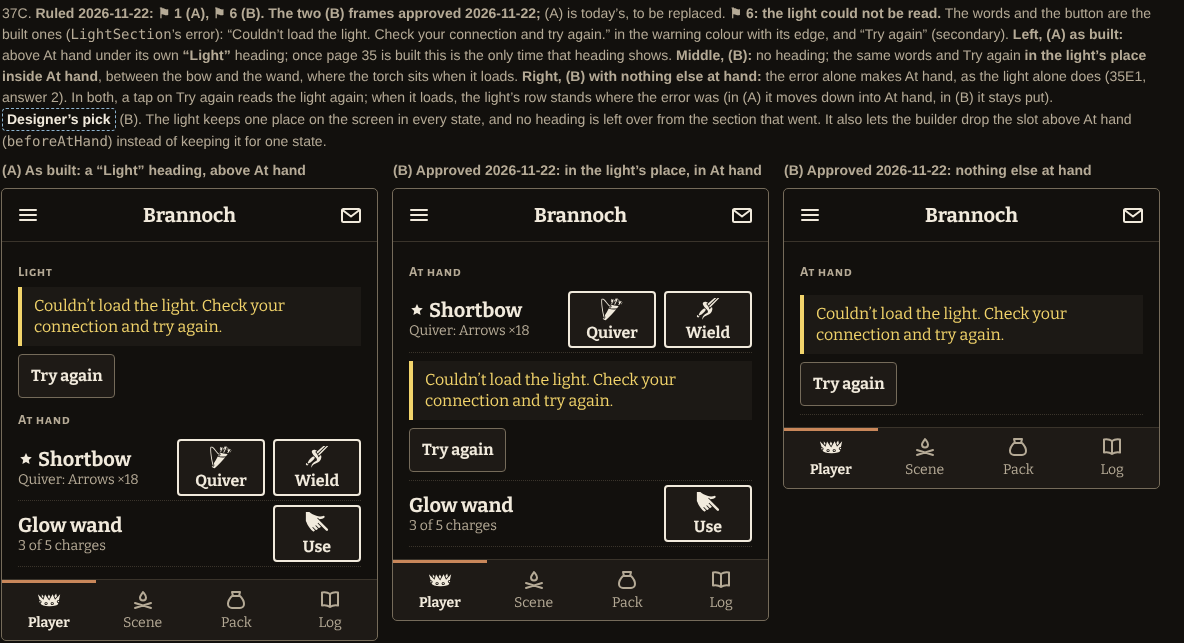 37C. Ruled 2026-11-22: ⚑ 1 (A), ⚑ 6 (B). The two (B) frames approved 2026-11-22; (A) is today's, to be replaced. ⚑ 6: the light could not be read. The words and the button are the
built ones (LightSection's error): “Couldn't load the light. Check your connection and try again.” in the warning colour with its edge, and “Try again” (secondary). Left, (A) as built:
above At hand under its own “Light” heading; once page 35 is built this is the only time that heading shows. Middle, (B): no heading; the same words and Try again in the light's place
inside At hand, between the bow and the wand, where the torch sits when it loads. Right, (B) with nothing else at hand: the error alone makes At hand, as the light alone does (35E1,
answer 2). In both, a tap on Try again reads the light again; when it loads, the light's row stands where the error was (in (A) it moves down into At hand, in (B) it stays put).
Designer's pick (B). The light keeps one place on the screen in every state, and no heading is left over from the section that went. It also lets the builder drop the slot above At hand
(beforeAtHand) instead of keeping it for one state.
(A) As built: a “Light” heading, above At hand
Brannoch
Light
Couldn't load the light. Check your
connection and try again.
Try again
At hand
Shortbow
Quiver: Arrows ×18
Quiver
Wield
Glow wand
3 of 5 charges
Use
Player
Scene
Pack
Log
(B) Approved 2026-11-22: in the light's place, in At hand
Brannoch
At hand
Shortbow
Quiver: Arrows ×18
Quiver
Wield
Couldn't load the light. Check your
connection and try again.
Try again
Glow wand
3 of 5 charges
Use
Player
Scene
Pack
Log
(B) Approved 2026-11-22: nothing else at hand
Brannoch
At hand
Couldn't load the light. Check your
connection and try again.
Try again
Player
Scene
Pack
Log